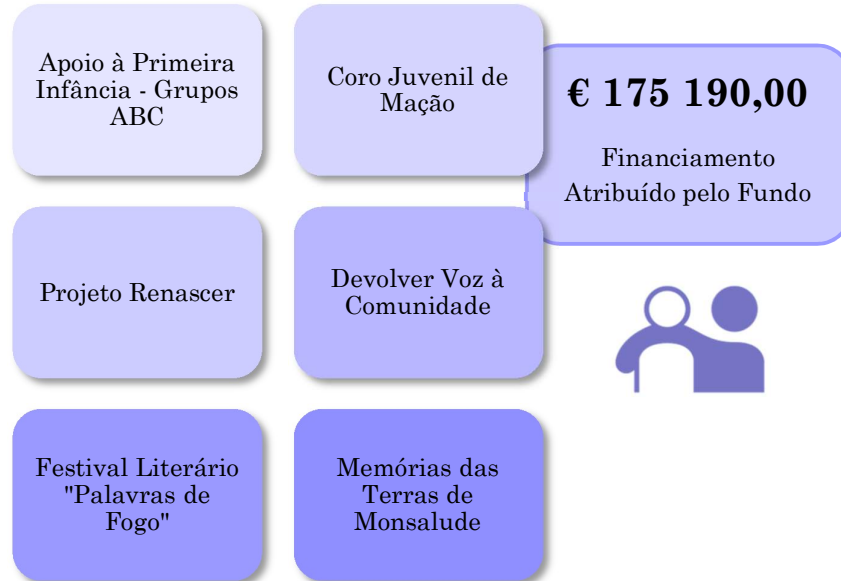 Apoio à Primeira
Infância - Grupos
ABC
Coro Juvenil de
Mação
€ 175 190,00
Financiamento
Atribuído pelo Fundo
Projeto Renascer
Devolver Voz à
Comunidade
Festival Literário
"Palavras de
Fogo"
Memórias das
Terras de
Monsalude